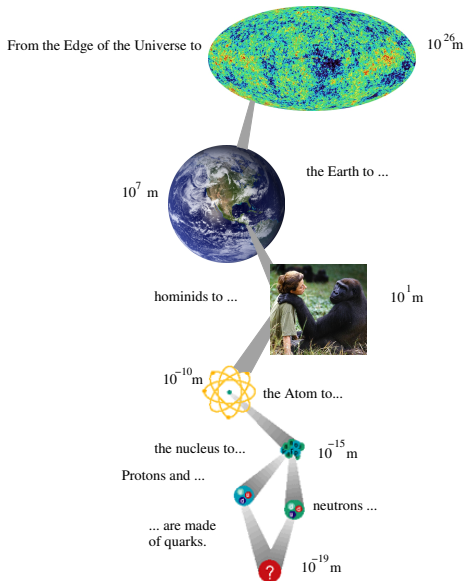 From the Edge of the Universe to
10^26 m
10^7 m
the Earth to ...
hominids to ...
10^1 m
10^-10 m
the Atom to...
the nucleus to...
10^-15 m
Protons and ...
neutrons ...
... are made
of quarks.
10^-19 m
?